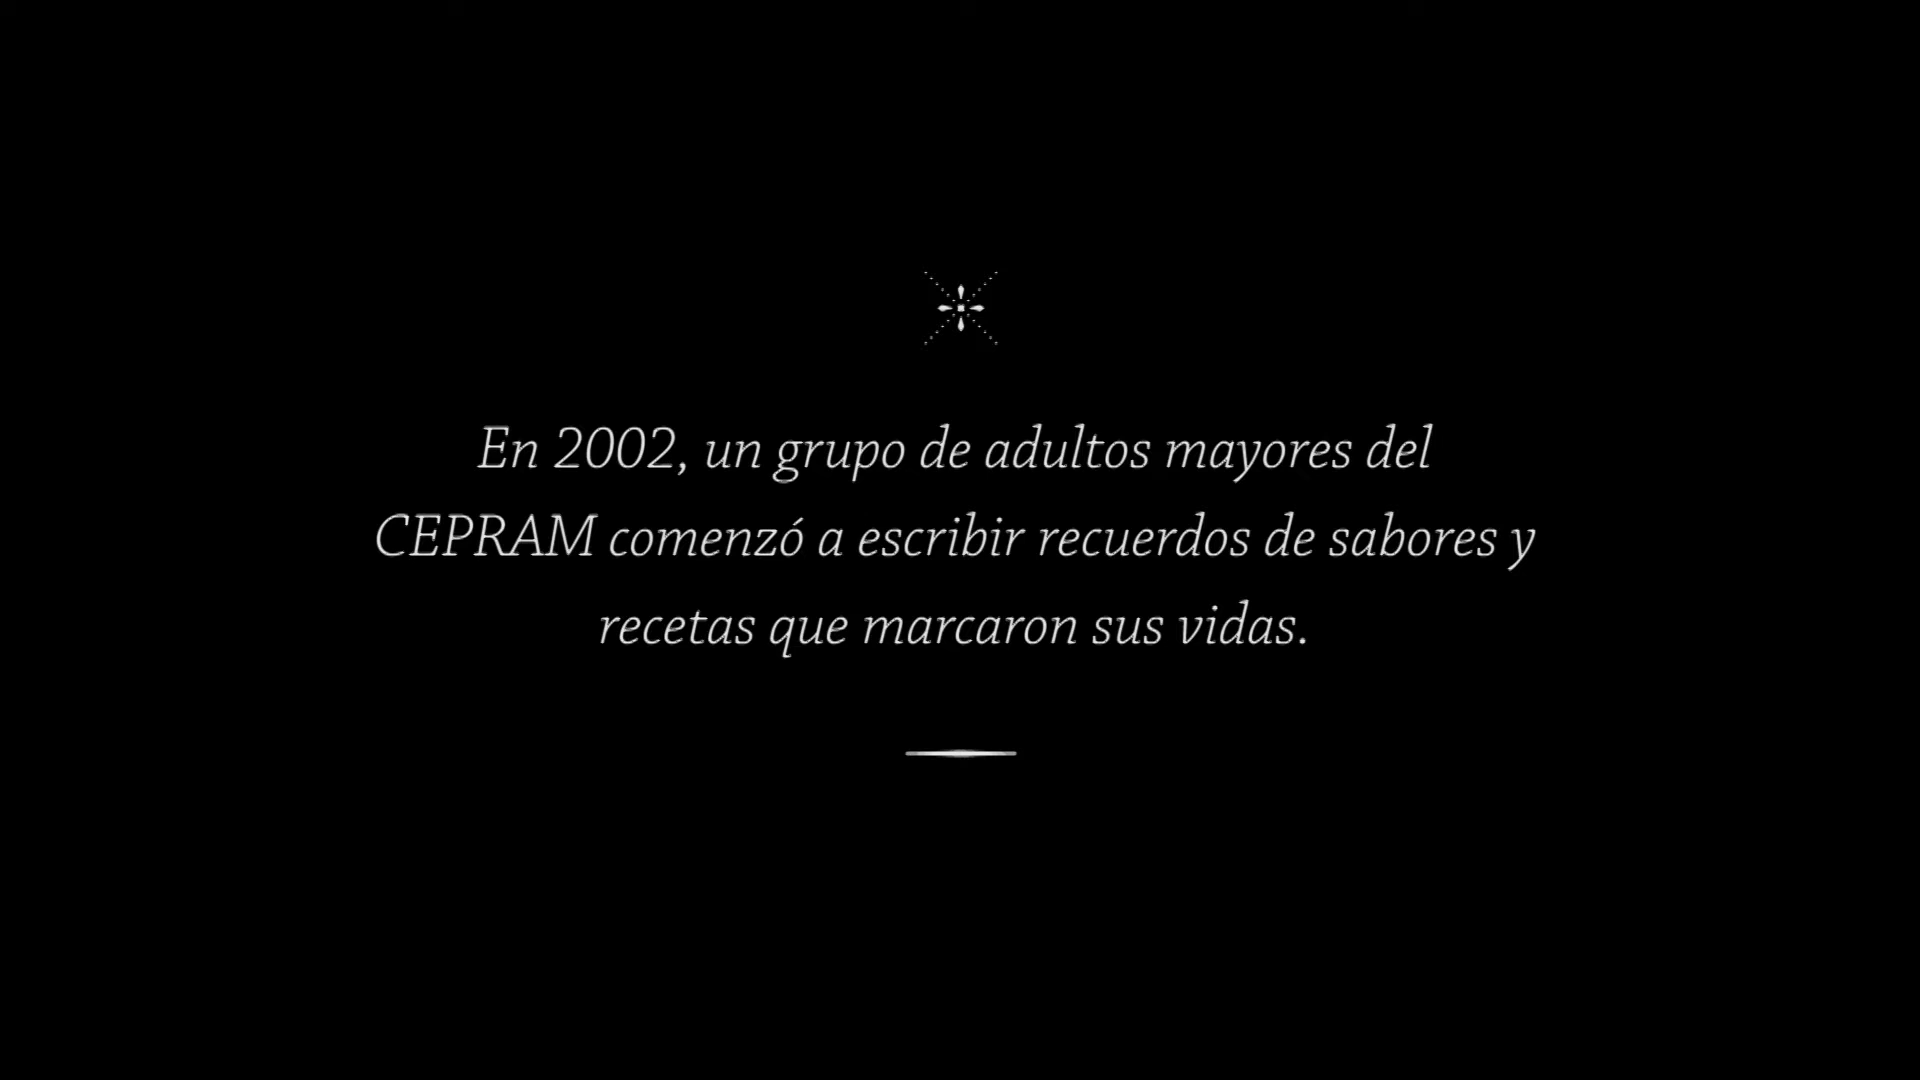 En 2002, un grupo de adultos mayores del
CEPRAM comenzó a escribir recuerdos de sabores y
recetas que marcaron sus vidas.